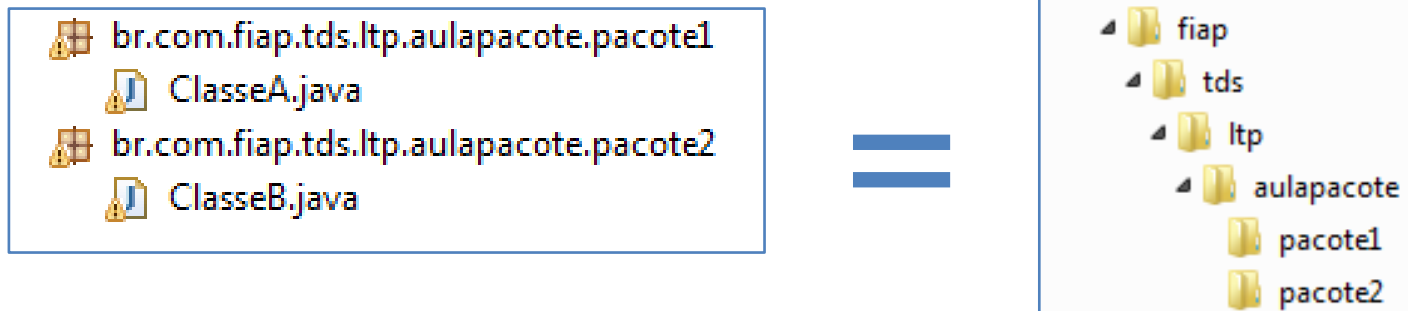 br.com.fiap.tds.ltp.aulapacote.pacote1
ClasseA.java
br.com.fiap.tds.ltp.aulapacote.pacote2
ClasseB.java
fiap
tds
ltp
aulapacote
pacote1
pacote2